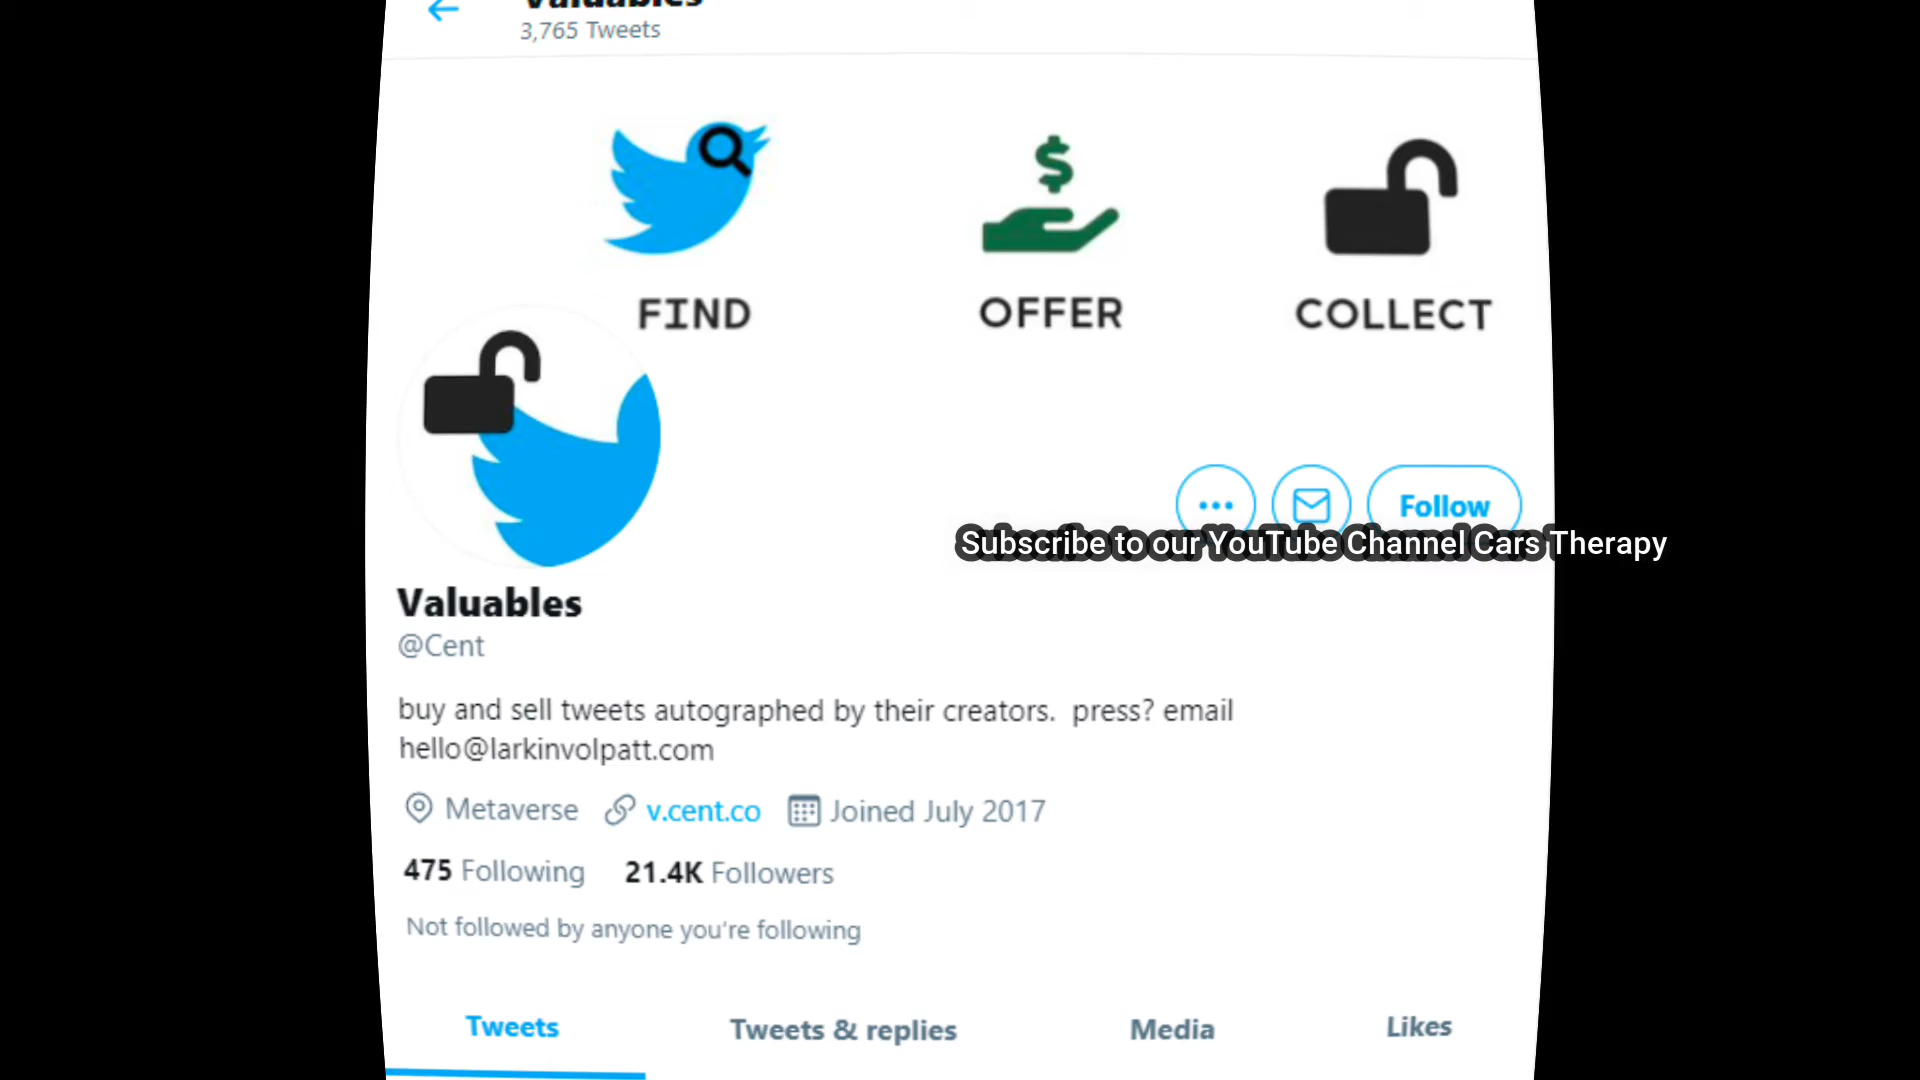 Valuables
3,765 Tweets
FIND OFFER COLLECT
Follow
Subscribe to our YouTube Channel Cars Therapy
Valuables
@Cent
buy and sell tweets autographed by their creators. press? email
hello@larkinvolpatt.com
Metaverse v.cent.co Joined July 2017
475 Following 21.4K Followers
Not followed by anyone you're following
Tweets Tweets & replies Media Likes